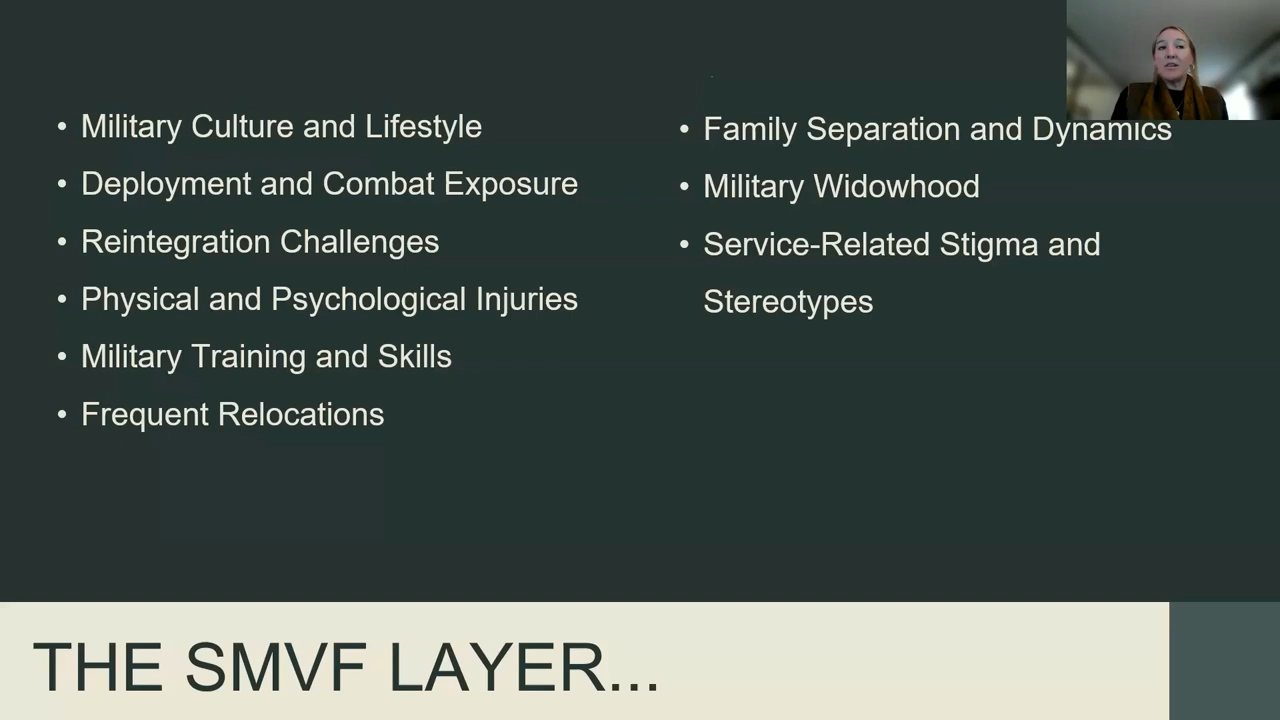 • Military Culture and Lifestyle
• Deployment and Combat Exposure
• Reintegration Challenges
• Physical and Psychological Injuries
• Military Training and Skills
• Frequent Relocations
• Family Separation and Dynamics
• Military Widowhood
• Service-Related Stigma and
Stereotypes
THE SMVF LAYER...